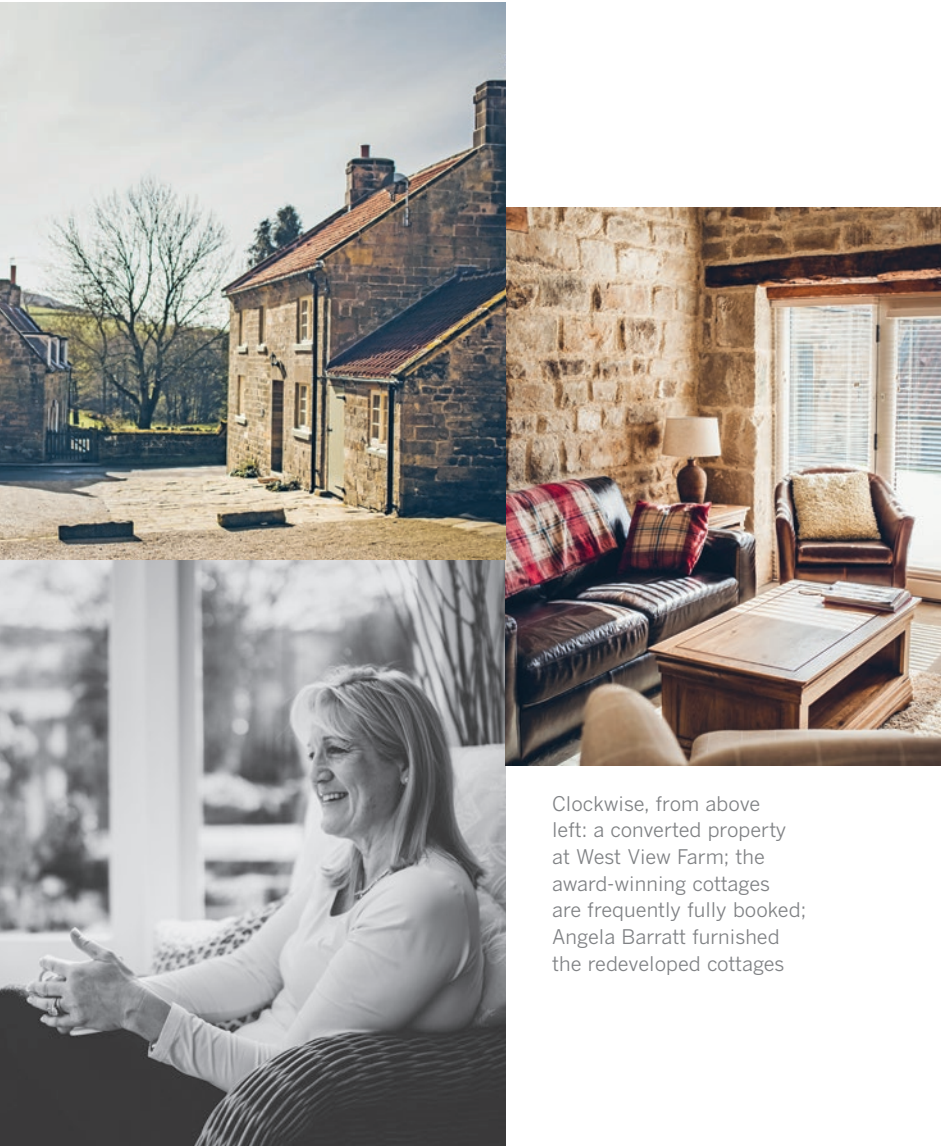 Clockwise, from above
left: a converted property
at West View Farm; the
award-winning cottages
are frequently fully booked;
Angela Barratt furnished
the redeveloped cottages